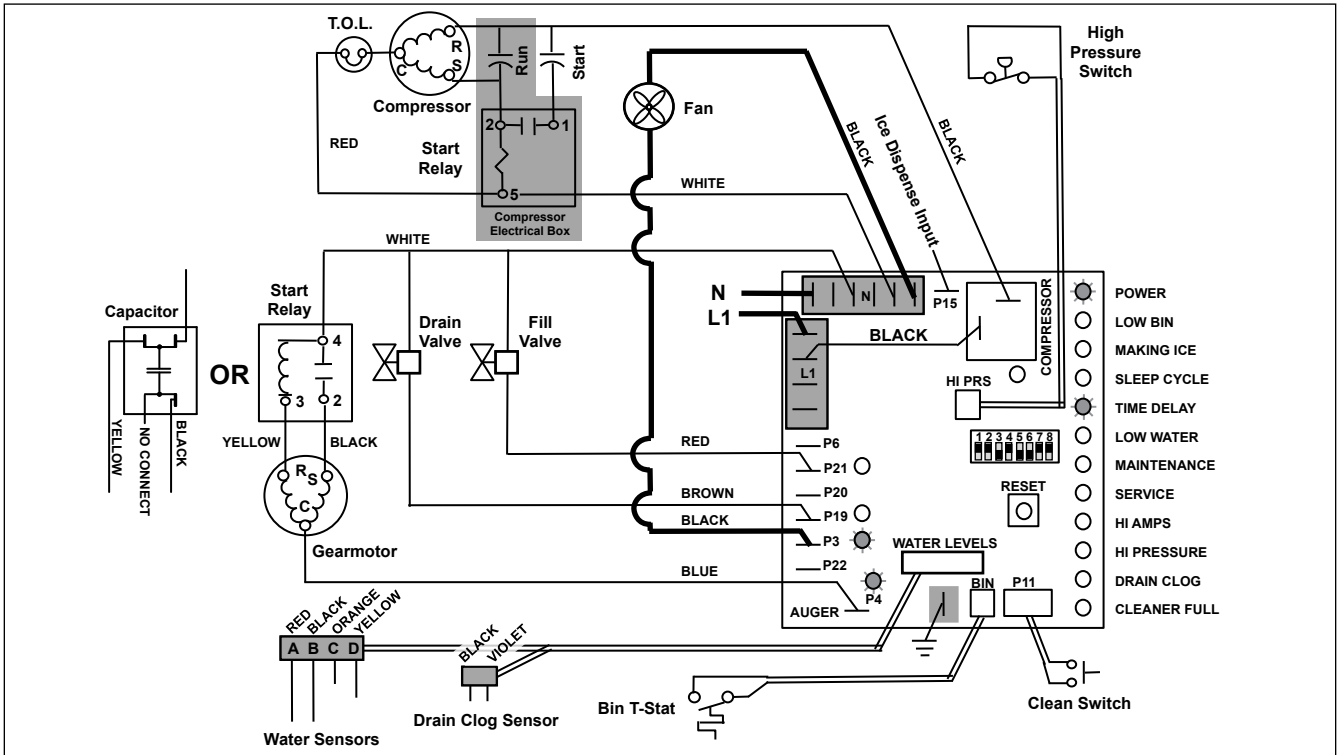 T.O.L.
R
S
C
Compressor
Run
Start
2
1
5
Start
Relay
Compressor
Electrical Box
RED
WHITE
Fan
BLACK
Ice Dispense Input
BLACK
High
Pressure
Switch
WHITE
Capacitor
YELLOW
NO CONNECT
BLACK
OR
Start
Relay
4
3
2
YELLOW
BLACK
R
S
C
Gearmotor
Drain
Valve
Fill
Valve
N
L1
N
P15
L1
BLACK
COMPRESSOR
HI PRS
1 2 3 4 5 6 7 8
RESET
RED
BROWN
BLACK
BLUE
P6
P21
P20
P19
P3
P22
P4
AUGER
WATER LEVELS
BIN
P11
POWER
LOW BIN
MAKING ICE
SLEEP CYCLE
TIME DELAY
LOW WATER
MAINTENANCE
SERVICE
HI AMPS
HI PRESSURE
DRAIN CLOG
CLEANER FULL
RED
BLACK
ORANGE
YELLOW
A B C D
Water Sensors
BLACK
VIOLET
Drain Clog Sensor
Bin T-Stat
Clean Switch